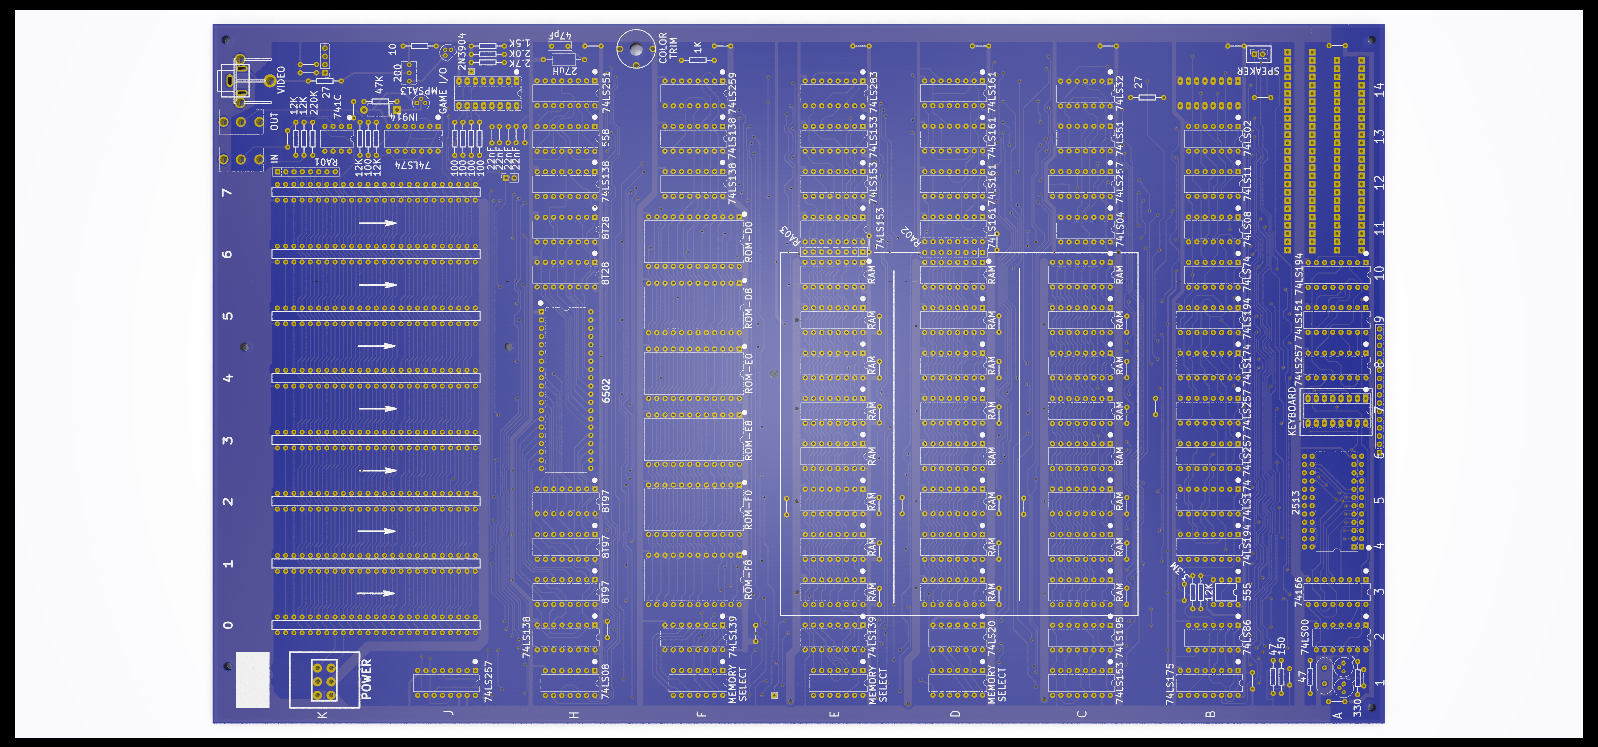 VIDEO
OUT
IN
12K
12K
220K
27
41C
47K
10
200
MPSA13
1N914
GAME I/O
2N3904
1.5K
2.0K
2.7K
47pF
27uH
COLOR
TRIM
1K
SPEAKER
27
RA01
12K
100
12K
74LS74
100
100
100
100
22nF
22nF
22nF
22nF
74LS251
558
74LS138
8T28
8T28
6502
8T97
8T97
8T97
74LS138
74LS08
74LS259
74LS138
74LS138
ROM-D0
ROM-D8
ROM-E0
ROM-E8
ROM-F0
ROM-F8
74LS139
MEMORY
SELECT
74LS283
74LS153
74LS153
74LS153
RA03
RAM
RAM
RAM
RAM
RAM
RAM
RAM
RAM
74LS139
MEMORY
SELECT
74LS161
74LS161
74LS161
74LS161
RA02
RAM
RAM
RAM
RAM
RAM
RAM
RAM
RAM
74LS20
MEMORY
SELECT
74LS32
74LS51
74LS257
74LS04
RAM
RAM
RAM
RAM
RAM
RAM
RAM
RAM
74LS195
74LS153
74LS02
74LS11
74LS08
74LS74
74LS194
74LS174
74LS257
74LS257
74LS174
74LS194
3.3M
12K
555
74LS86
74LS175
47
150
74LS194
74LS151
74LS257
KEYBOARD
2513
74166
74LS00
47
330
14
13
12
11
10
9
8
7
6
5
4
3
2
1
7
6
5
4
3
2
1
0
POWER
74LS257
K
J
H
F
E
D
C
B
A